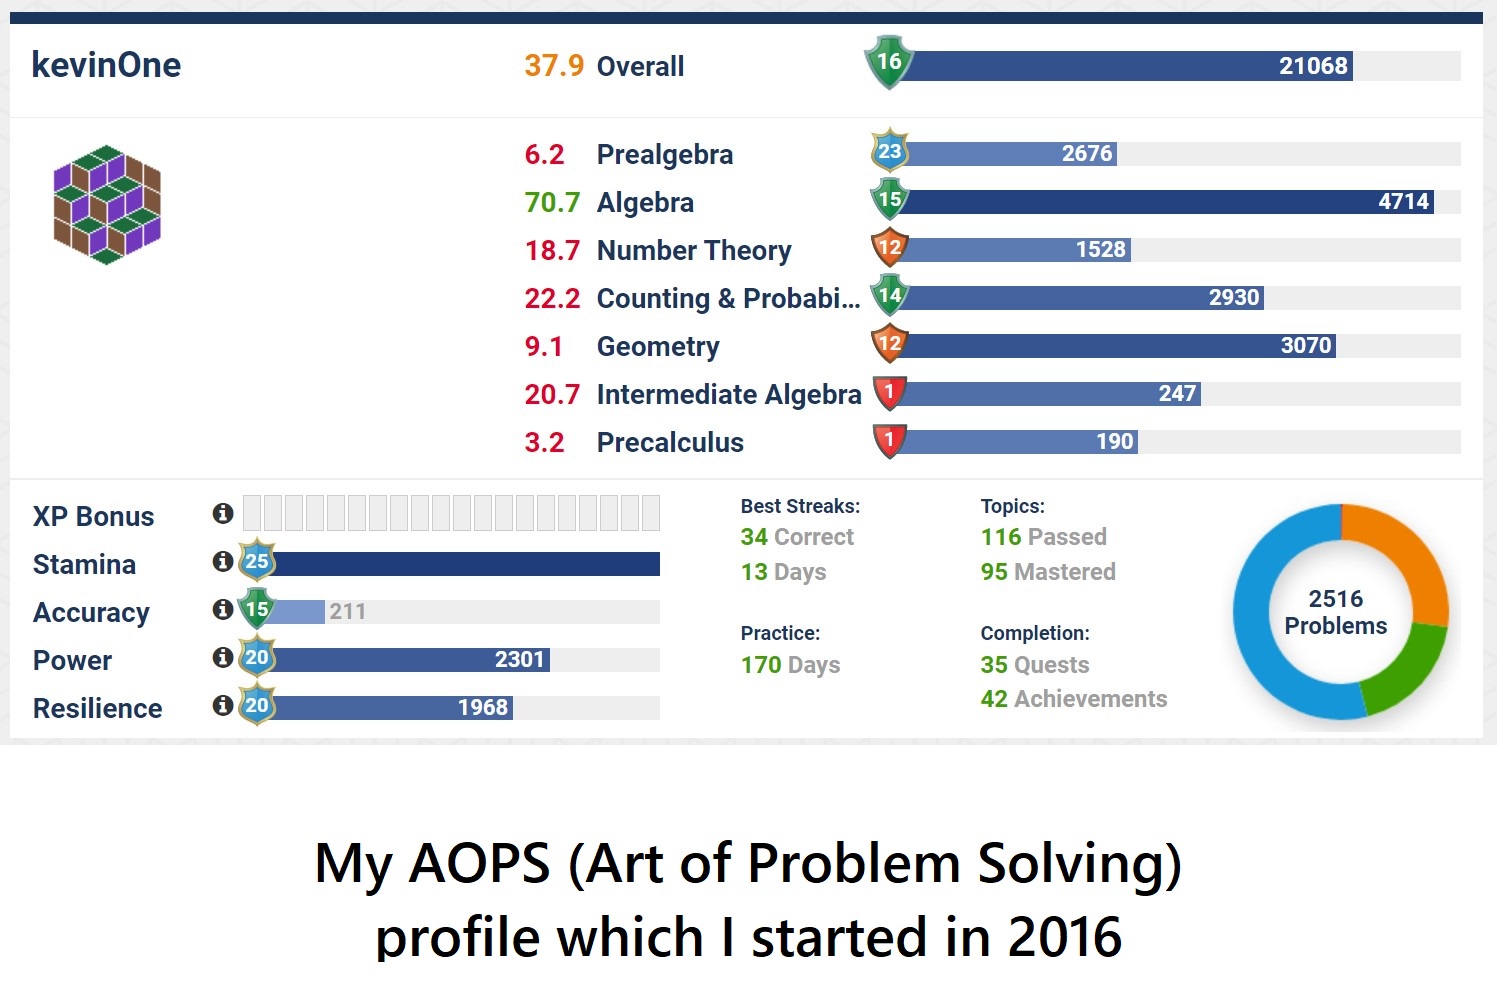 kevinOne
37.9 Overall 16 21068
6.2 Prealgebra 23 2676
70.7 Algebra 15 4714
18.7 Number Theory 12 1528
22.2 Counting & Probabi... 14 2930
9.1 Geometry 12 3070
20.7 Intermediate Algebra 1 247
3.2 Precalculus 1 190
XP Bonus i
Stamina i 25
Accuracy i 15 211
Power i 20 2301
Resilience i 20 1968
Best Streaks:
34 Correct
13 Days
Practice:
170 Days
Topics:
116 Passed
95 Mastered
Completion:
35 Quests
42 Achievements
2516
Problems
My AOPS (Art of Problem Solving)
profile which I started in 2016